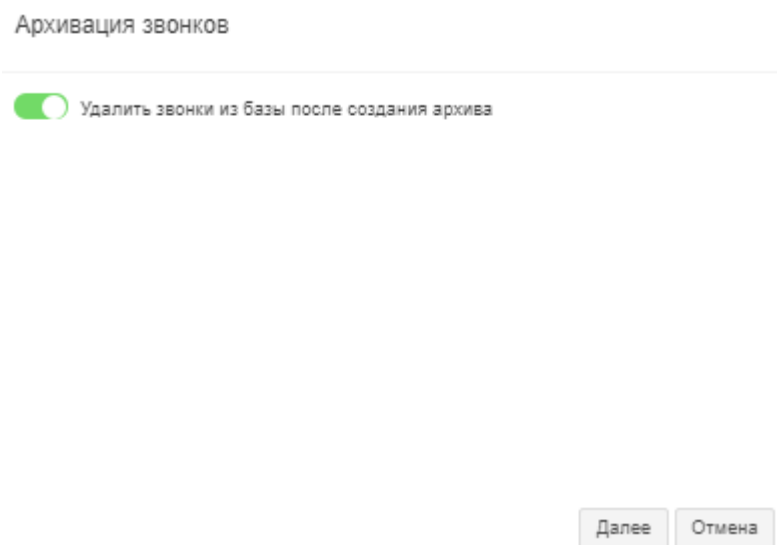 Архивация звонков
Удалить звонки из базы после создания архива
Далее Отмена